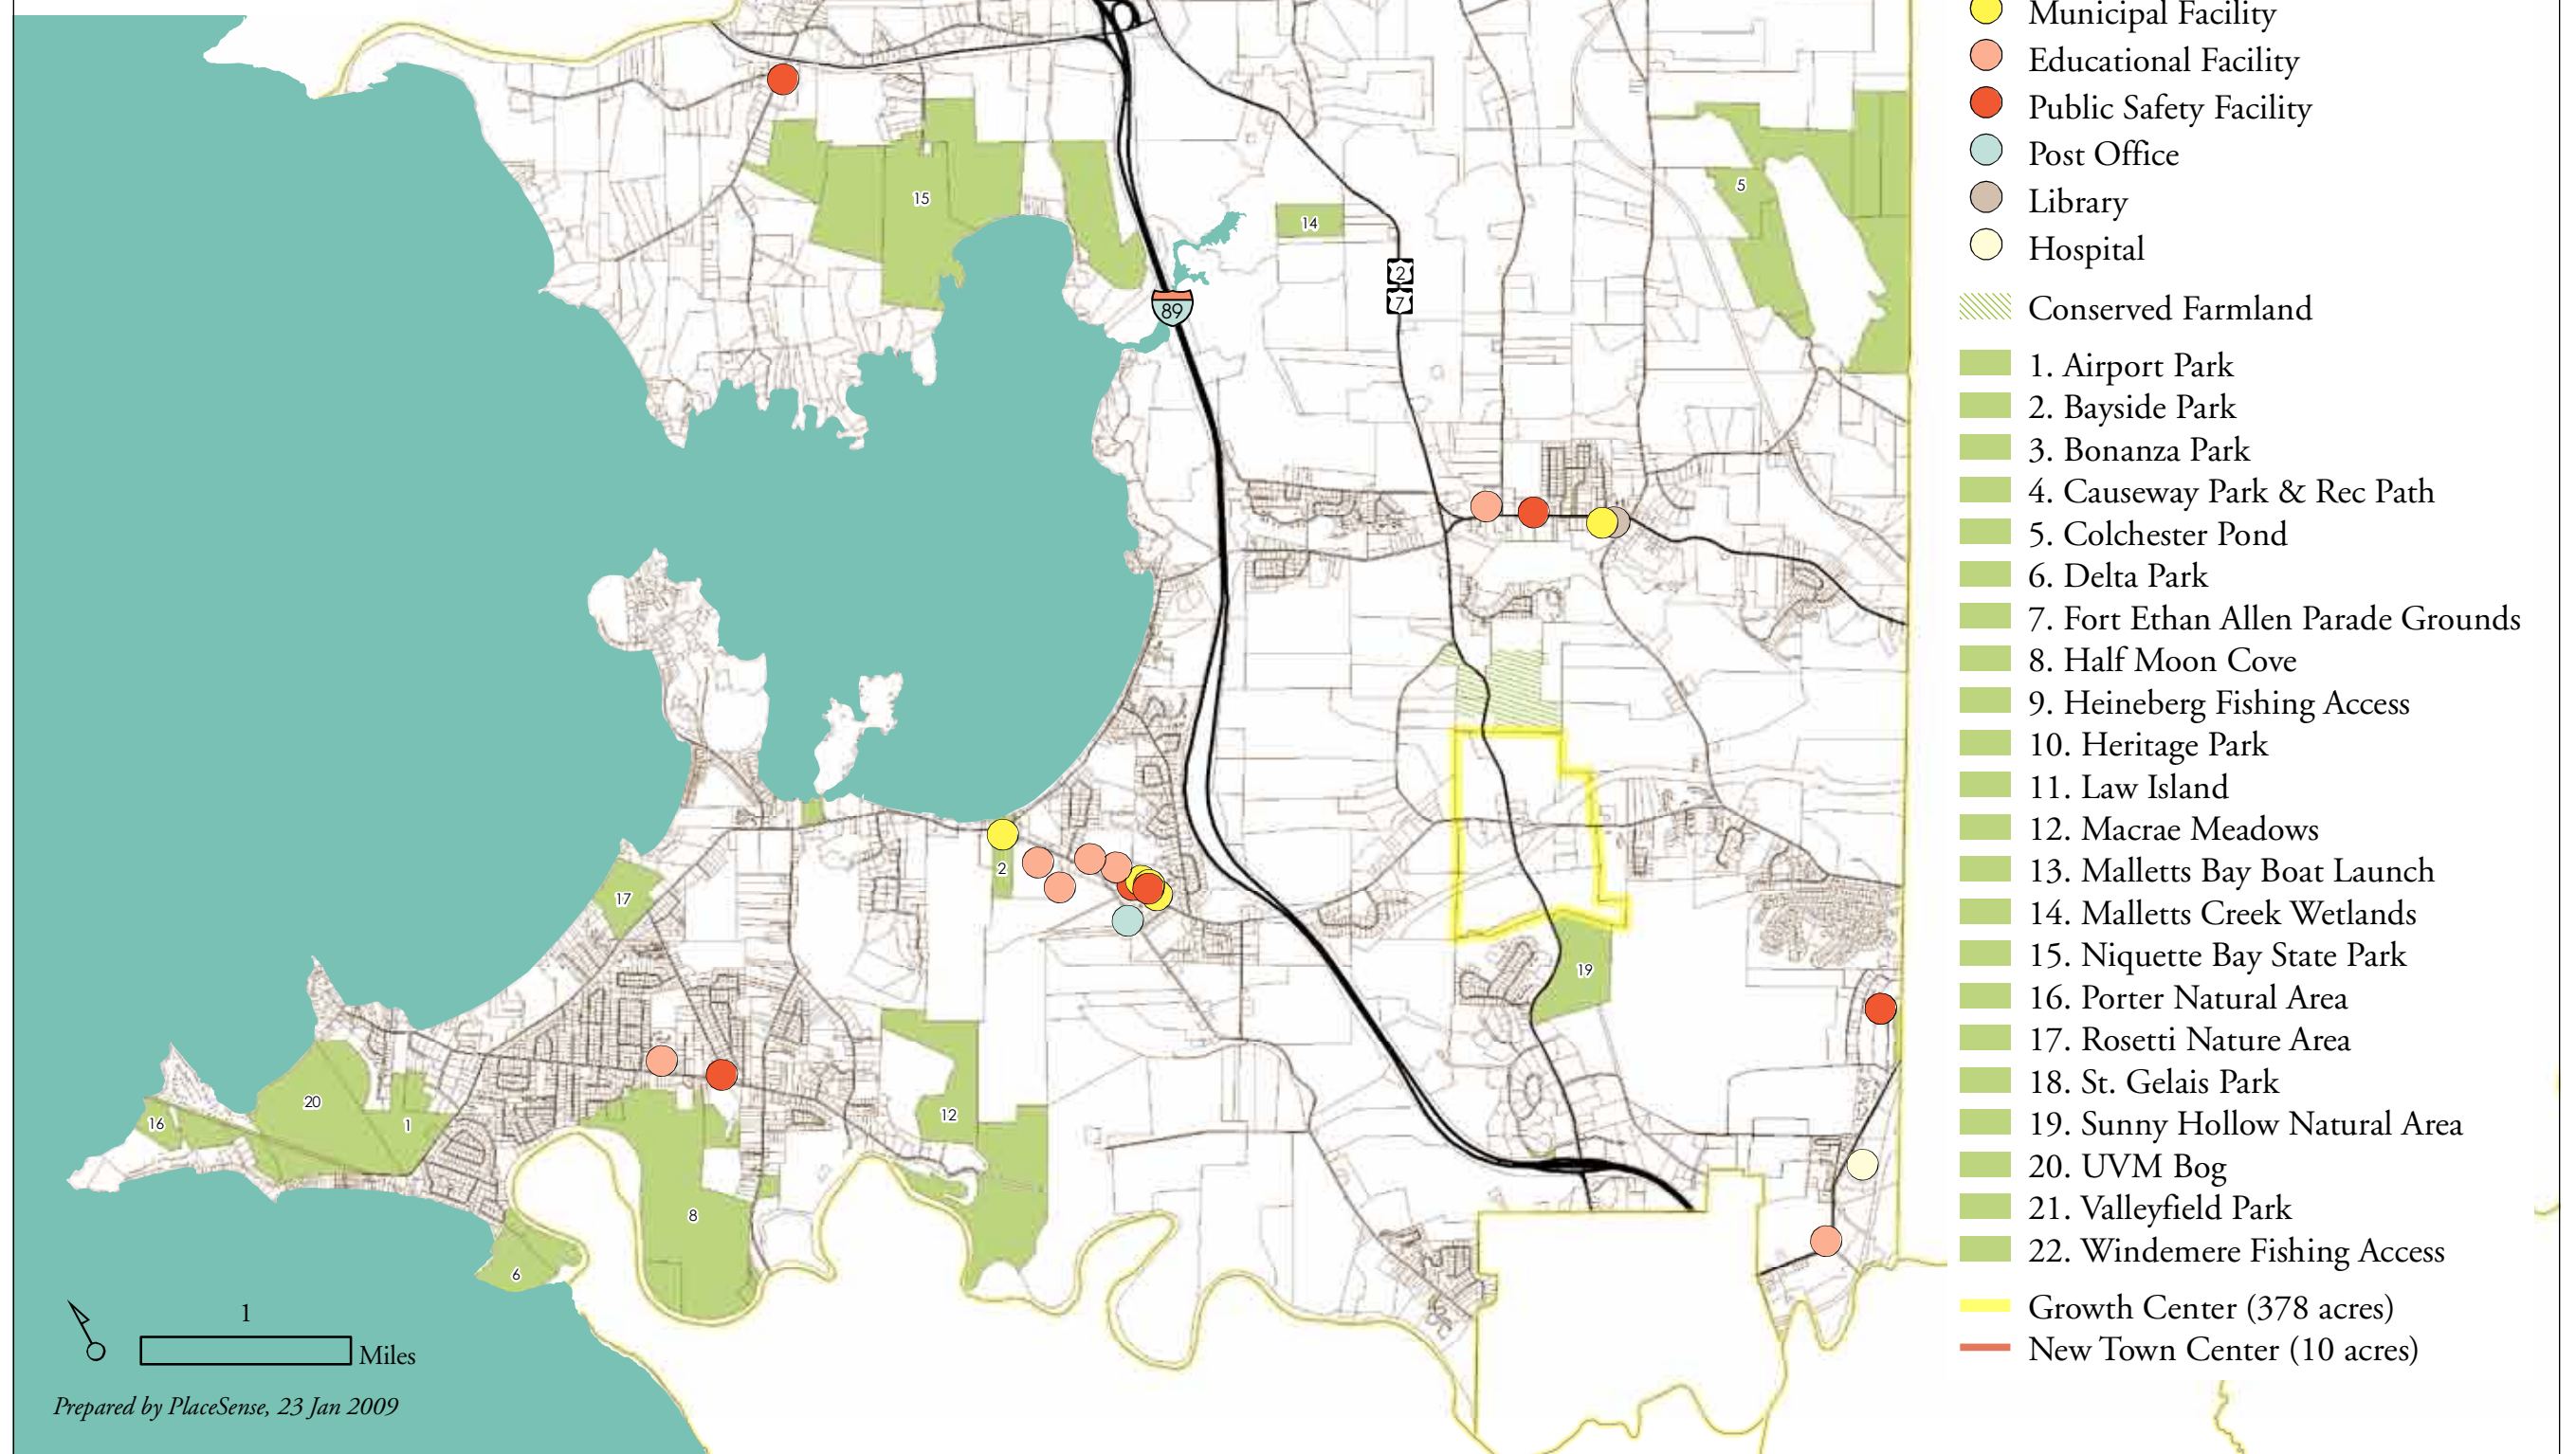 Municipal Facility
Educational Facility
Public Safety Facility
Post Office
Library
Hospital
Conserved Farmland
1. Airport Park
2. Bayside Park
3. Bonanza Park
4. Causeway Park & Rec Path
5. Colchester Pond
6. Delta Park
7. Fort Ethan Allen Parade Grounds
8. Half Moon Cove
9. Heineberg Fishing Access
10. Heritage Park
11. Law Island
12. Macrae Meadows
13. Malletts Bay Boat Launch
14. Malletts Creek Wetlands
15. Niquette Bay State Park
16. Porter Natural Area
17. Rosetti Nature Area
18. St. Gelais Park
19. Sunny Hollow Natural Area
20. UVM Bog
21. Valleyfield Park
22. Windemere Fishing Access
Growth Center (378 acres)
New Town Center (10 acres)
15
5
14
2
7
89
2
17
19
20
16
1
12
8
6
1
Miles
Prepared by PlaceSense, 23 Jan 2009